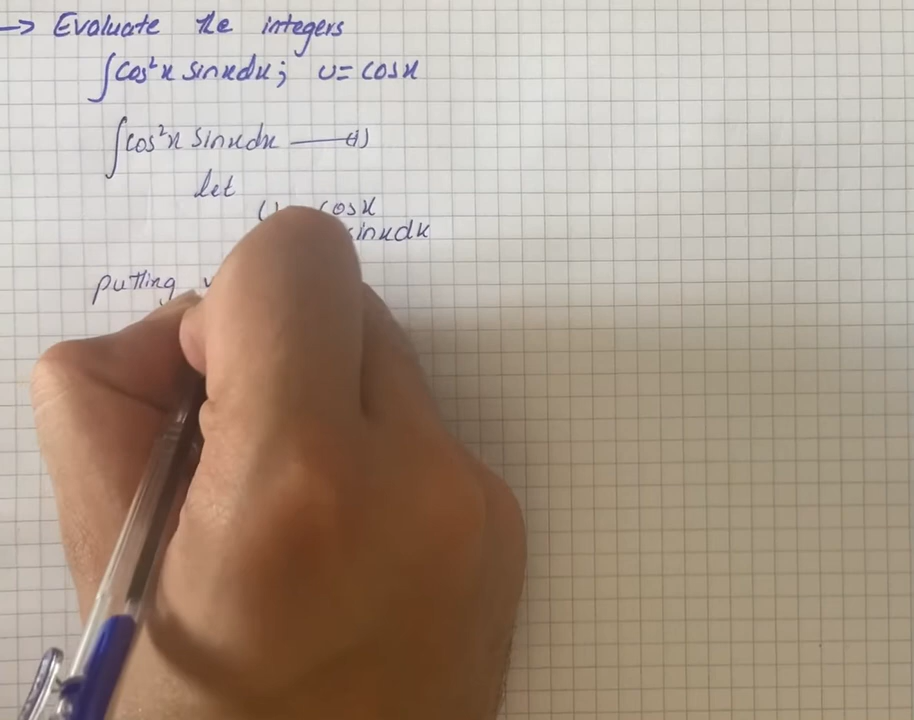 → Evaluate the integers
∫cos²x sinxdx; u = cosx
∫cos²x sinxdx —(1)
let
cosx
sinxdx
putting